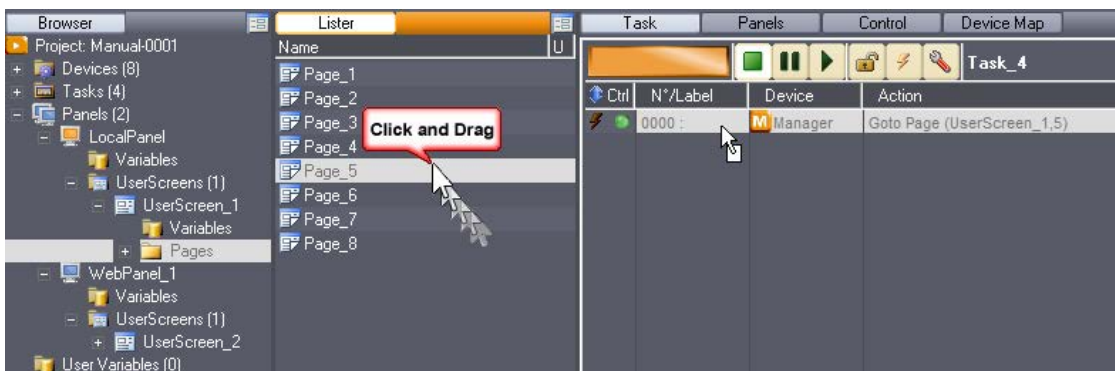 Browser
Project: Manual-0001
Devices (8)
Tasks (4)
Panels (2)
LocalPanel
Variables
UserScreens (1)
UserScreen_1
Variables
Pages
WebPanel_1
Variables
UserScreens (1)
UserScreen_2
User Variables (0)
Lister
Name U
Page_1
Page_2
Page_3
Page_4
Page_5
Page_6
Page_7
Page_8
Click and Drag
Task Panels Control Device Map
Task_4
Ctrl N°/Label Device Action
0000 : M Manager Goto Page (UserScreen_1,5)